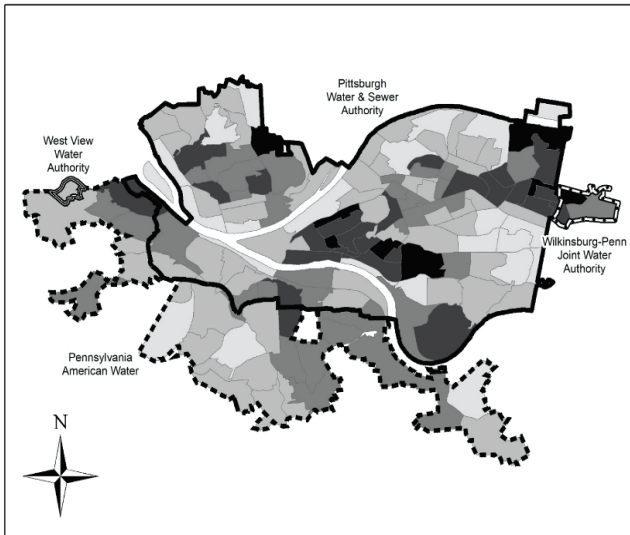 Pittsburgh
Water & Sewer
Authority
West View
Water
Authority
Wilkinsburg-Penn
Joint Water
Authority
Pennsylvania
American Water
N